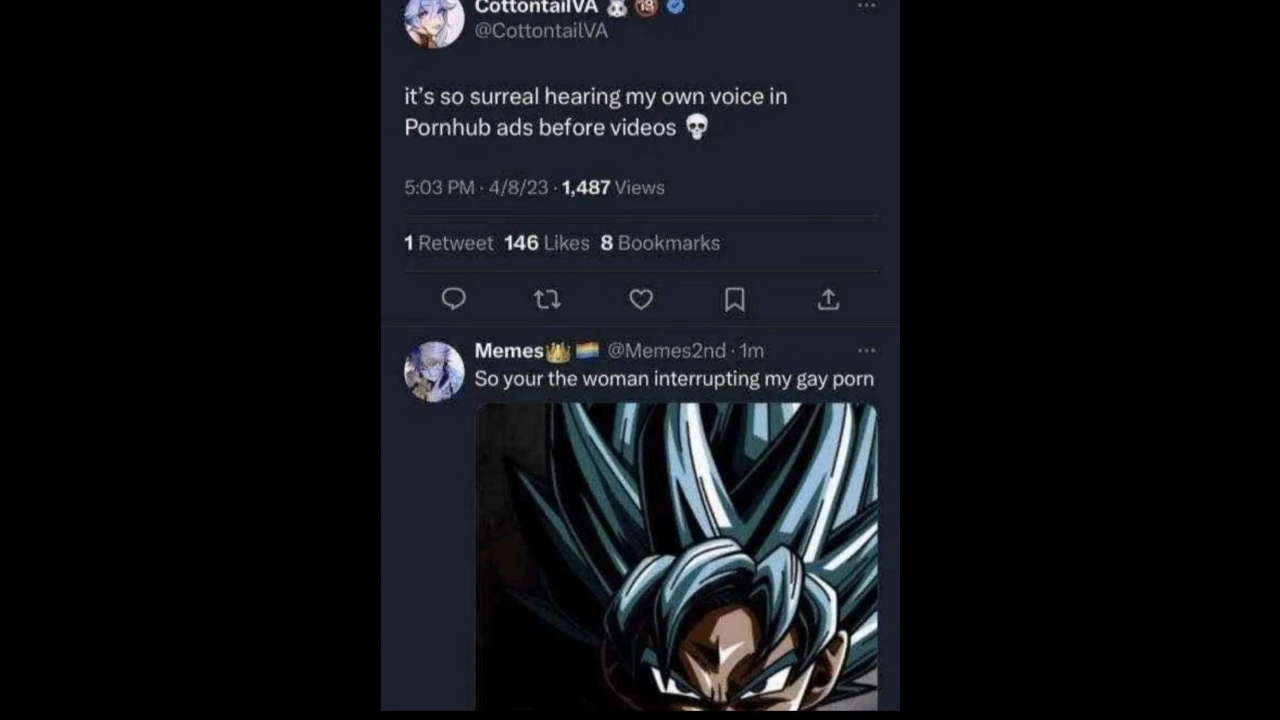 CottontailVA 🐰 🔞
@CottontailVA
it's so surreal hearing my own voice in
Pornhub ads before videos 💀
5:03 PM · 4/8/23 · 1,487 Views
1 Retweet 146 Likes 8 Bookmarks
Memes👑 🏳️‍🌈 @Memes2nd · 1m
So your the woman interrupting my gay porn